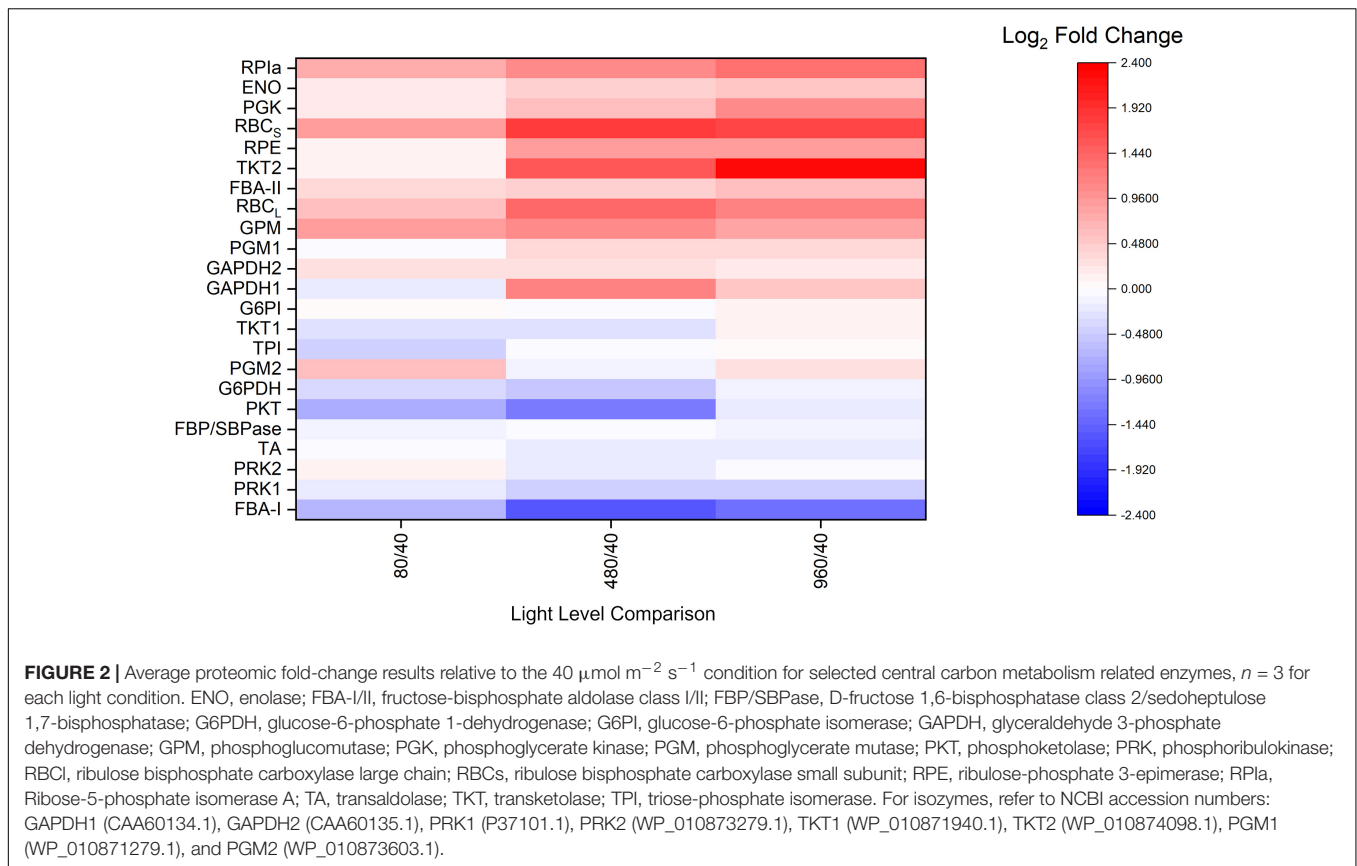 Log₂ Fold Change
RPIa
ENO
PGK
RBC_S
RPE
TKT2
FBA-II
RBC_L
GPM
PGM1
GAPDH2
GAPDH1
G6PI
TKT1
TPI
PGM2
G6PDH
PKT
FBP/SBPase
TA
PRK2
PRK1
FBA-I
2.400
1.920
1.440
0.9600
0.4800
0.000
-0.4800
-0.9600
-1.440
-1.920
-2.400
80/40
480/40
960/40
Light Level Comparison
FIGURE 2 | Average proteomic fold-change results relative to the 40 μmol m⁻² s⁻¹ condition for selected central carbon metabolism related enzymes, n = 3 for
each light condition. ENO, enolase; FBA-I/II, fructose-bisphosphate aldolase class I/II; FBP/SBPase, D-fructose 1,6-bisphosphatase class 2/sedoheptulose
1,7-bisphosphatase; G6PDH, glucose-6-phosphate 1-dehydrogenase; G6PI, glucose-6-phosphate isomerase; GAPDH, glyceraldehyde 3-phosphate
dehydrogenase; GPM, phosphoglucomutase; PGK, phosphoglycerate kinase; PGM, phosphoglycerate mutase; PKT, phosphoketolase; PRK, phosphoribulokinase;
RBCl, ribulose bisphosphate carboxylase large chain; RBCs, ribulose bisphosphate carboxylase small subunit; RPE, ribulose-phosphate 3-epimerase; RPIa,
Ribose-5-phosphate isomerase A; TA, transaldolase; TKT, transketolase; TPI, triose-phosphate isomerase. For isozymes, refer to NCBI accession numbers:
GAPDH1 (CAA60134.1), GAPDH2 (CAA60135.1), PRK1 (P37101.1), PRK2 (WP_010873279.1), TKT1 (WP_010871940.1), TKT2 (WP_010874098.1), PGM1
(WP_010871279.1), and PGM2 (WP_010873603.1).